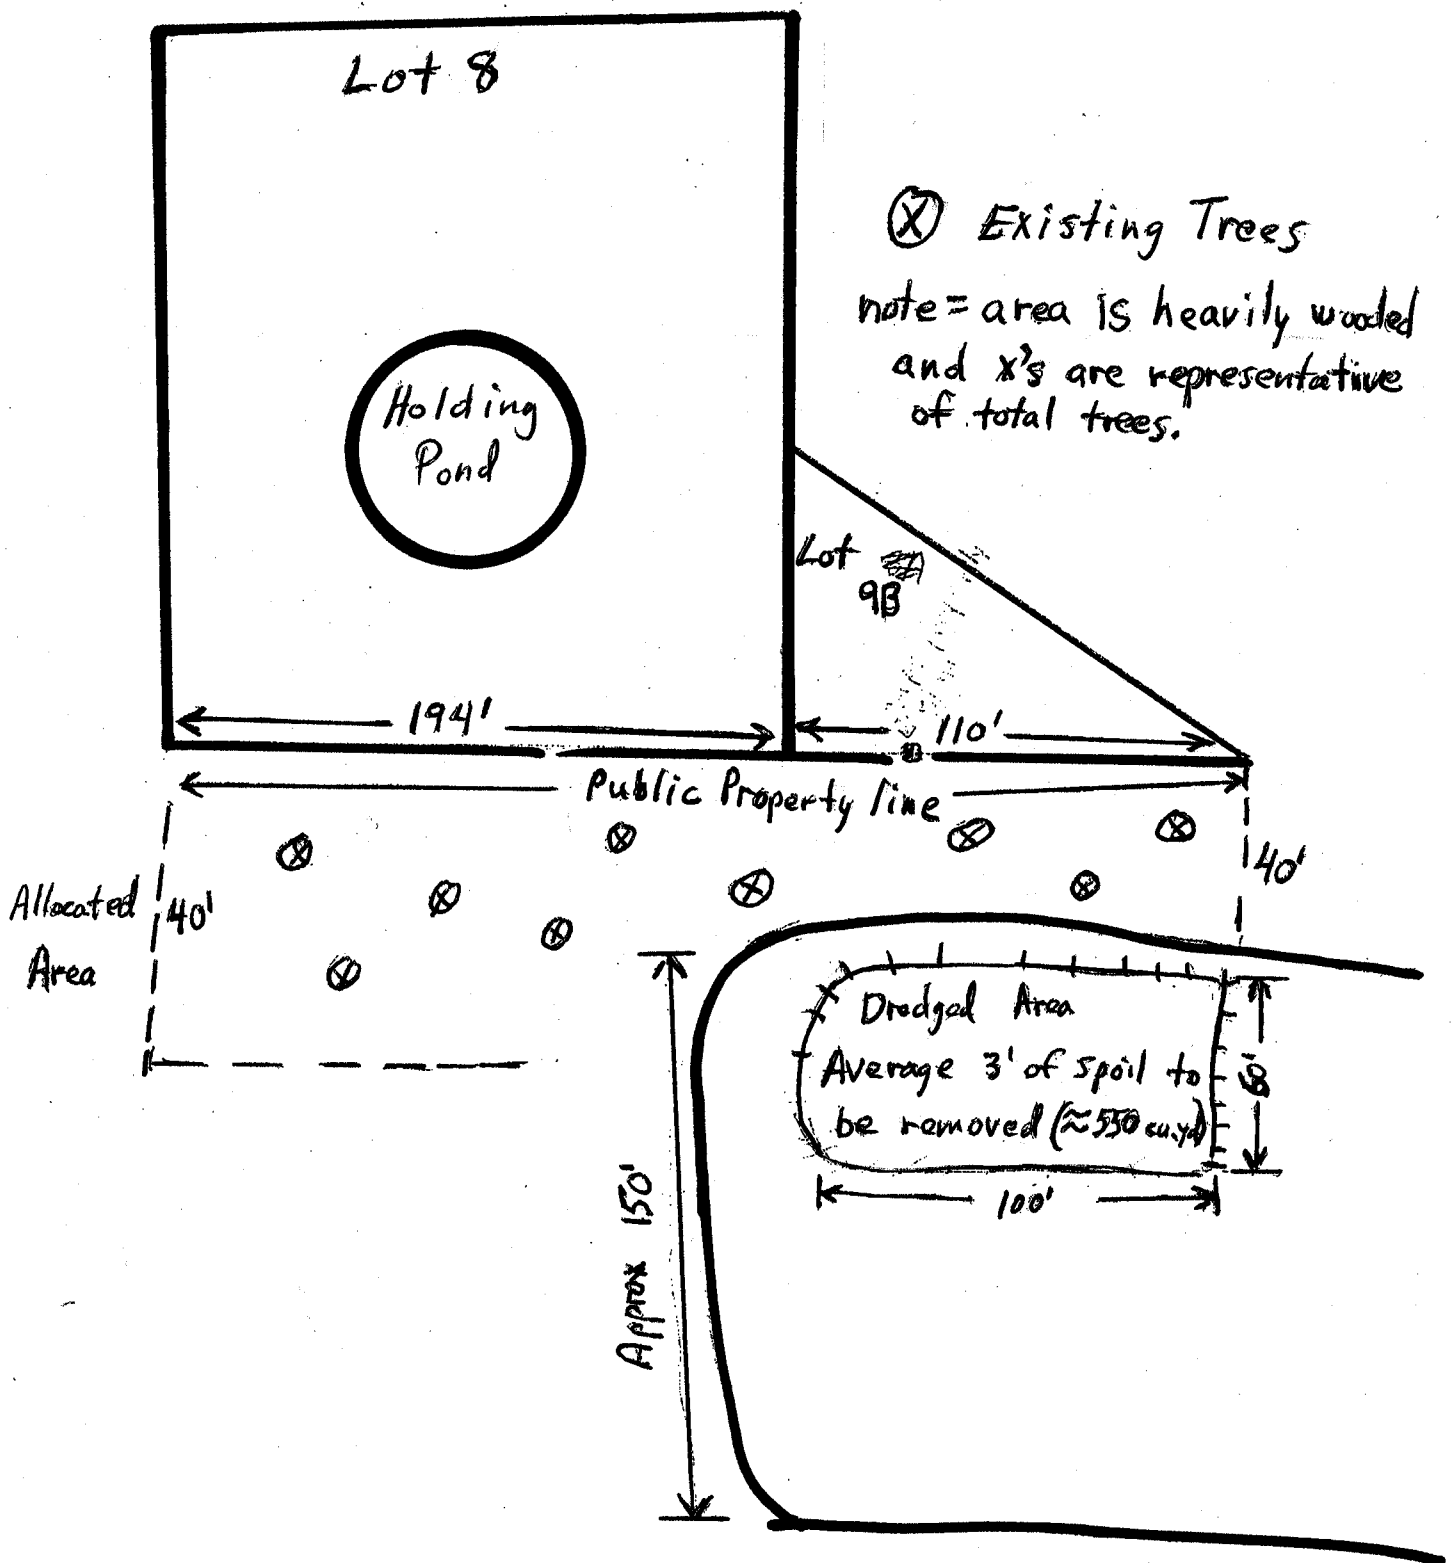 Lot 8
Ⓧ Existing Trees
note = area is heavily wooded
and x's are representative
of total trees.
Holding
Pond
Lot
9B
194'
110'
Public Property line
Allocated
Area
40'
40'
Dredged Area
Average 3' of spoil to
be removed (≈550 cu.yd)
100'
Approx 150'